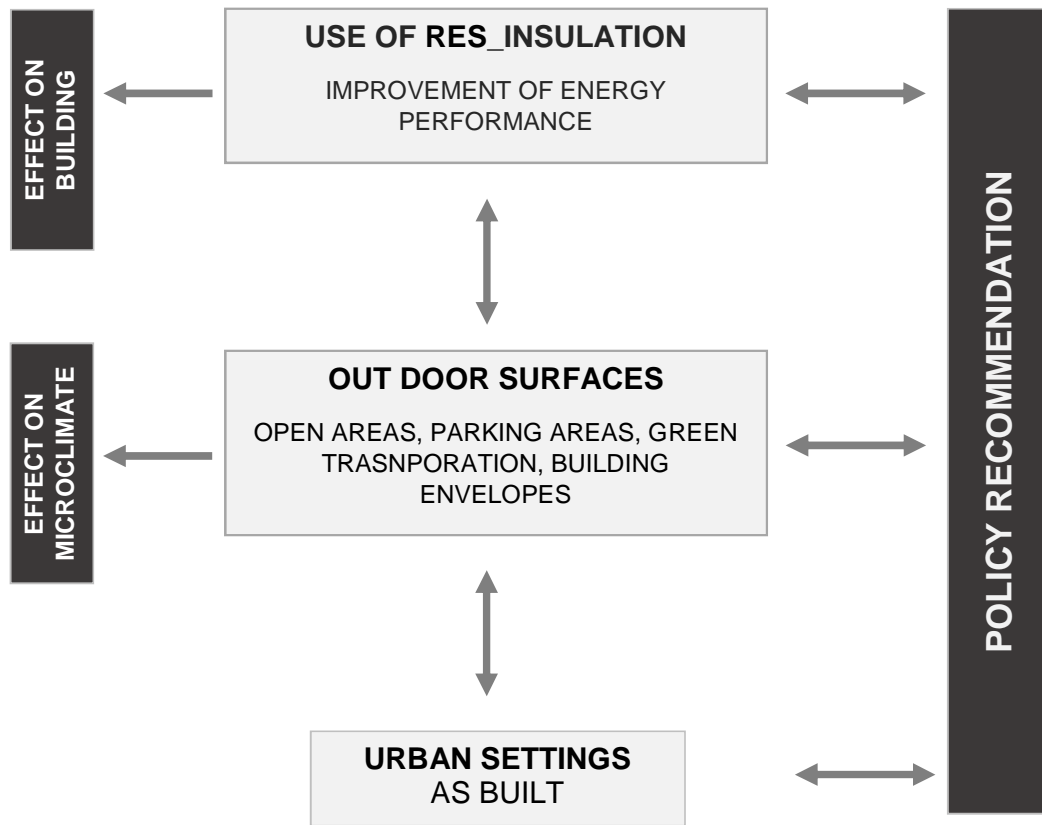 EFFECT ON
BUILDING
USE OF RES_INSULATION
IMPROVEMENT OF ENERGY
PERFORMANCE
EFFECT ON
MICROCLIMATE
OUT DOOR SURFACES
OPEN AREAS, PARKING AREAS, GREEN
TRASNPORATION, BUILDING
ENVELOPES
URBAN SETTINGS
AS BUILT
POLICY RECOMMENDATION